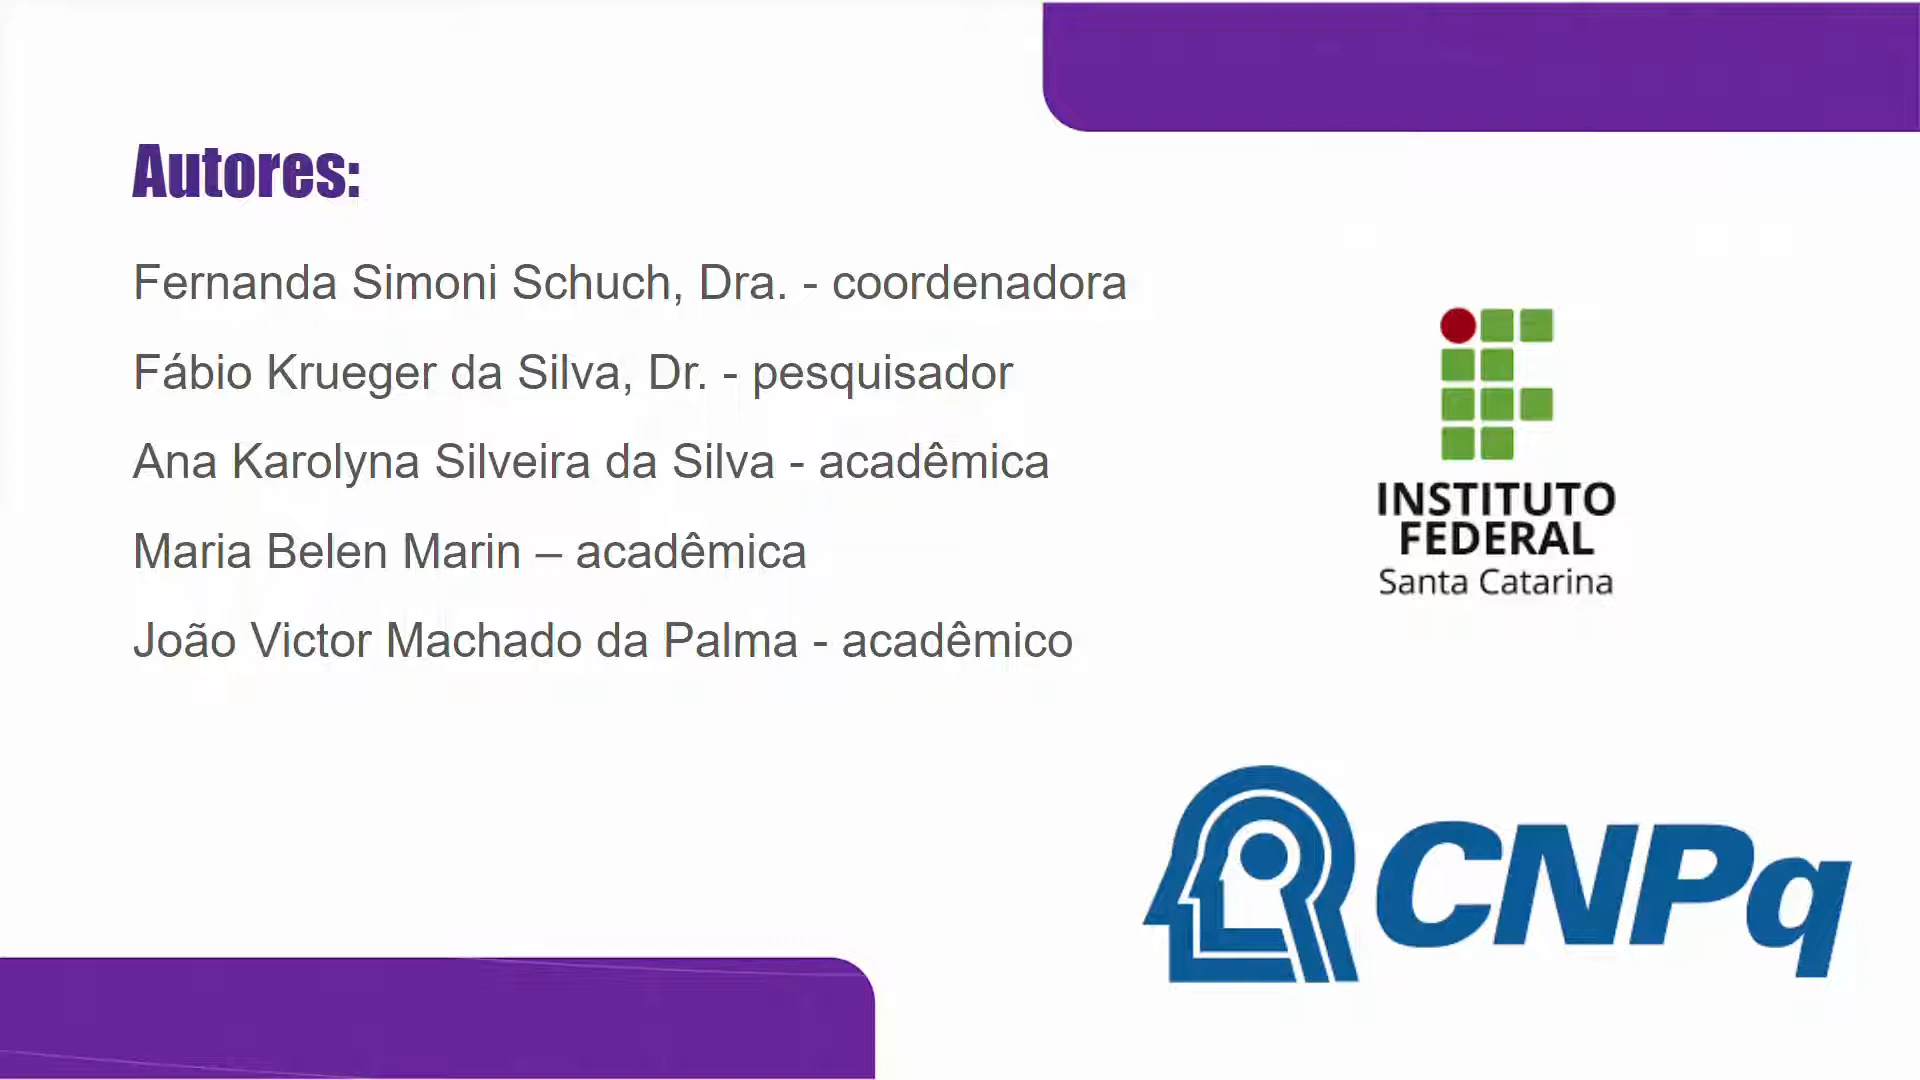 Autores:
Fernanda Simoni Schuch, Dra. - coordenadora
Fábio Krueger da Silva, Dr. - pesquisador
Ana Karolyna Silveira da Silva - acadêmica
Maria Belen Marin – acadêmica
João Victor Machado da Palma - acadêmico
INSTITUTO
FEDERAL
Santa Catarina
CNPq